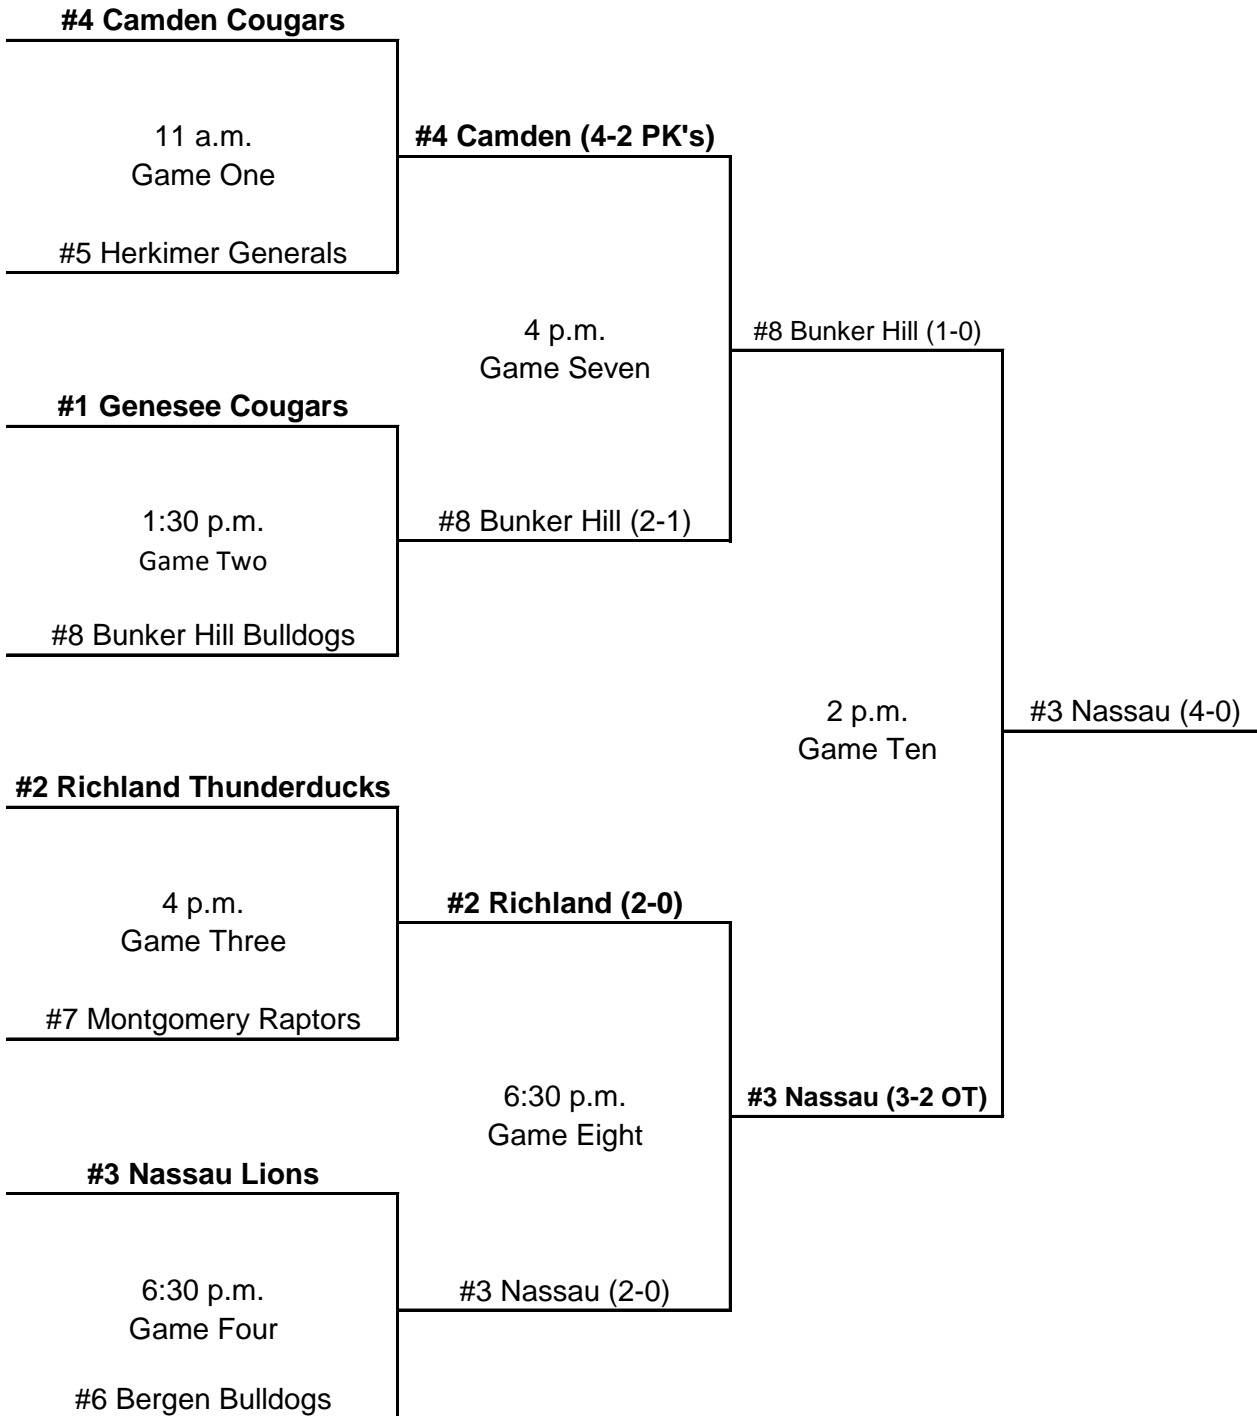 #4 Camden Cougars
11 a.m.
Game One
#4 Camden (4-2 PK's)
#5 Herkimer Generals
4 p.m.
Game Seven
#8 Bunker Hill (1-0)
#1 Genesee Cougars
1:30 p.m.
Game Two
#8 Bunker Hill (2-1)
#8 Bunker Hill Bulldogs
2 p.m.
Game Ten
#3 Nassau (4-0)
#2 Richland Thunderducks
4 p.m.
Game Three
#2 Richland (2-0)
#7 Montgomery Raptors
6:30 p.m.
Game Eight
#3 Nassau (3-2 OT)
#3 Nassau Lions
6:30 p.m.
Game Four
#3 Nassau (2-0)
#6 Bergen Bulldogs